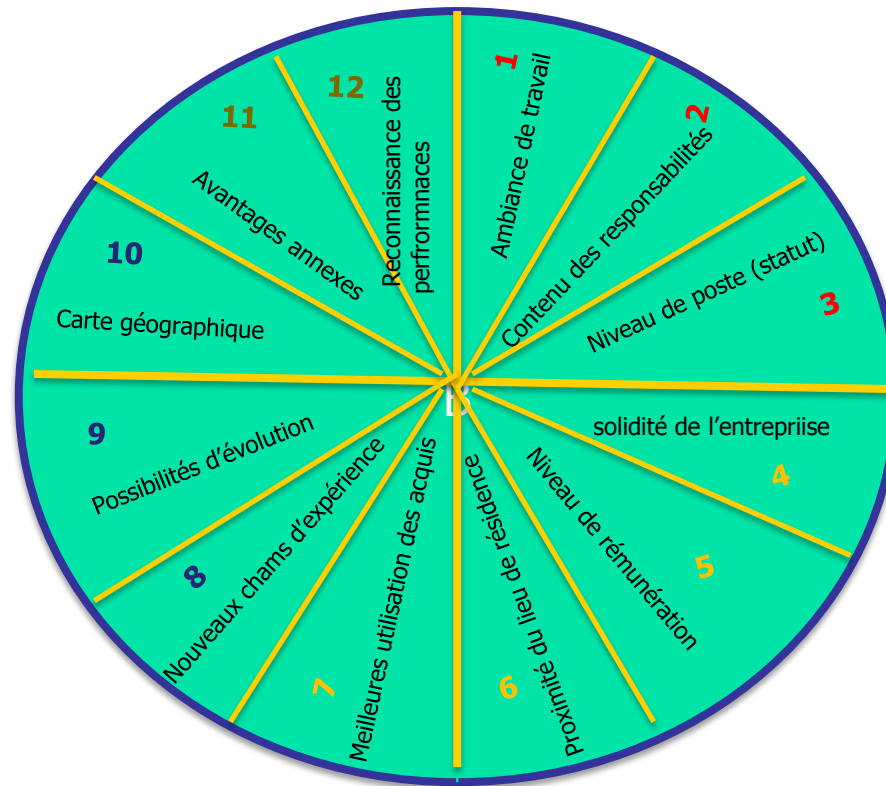 1
Ambiance de travail
2
Contenu des responsabilités
3
Niveau de poste (statut)
4
solidité de l'entrepriise
5
Niveau de rémunération
6
Proximité du lieu de résidence
7
Meilleures utilisation des acquis
8
Nouveaux chams d'expérience
9
Possibilités d'évolution
10
Carte géographique
11
Avantages annexes
12
Reconnaissance des
perfrormnaces